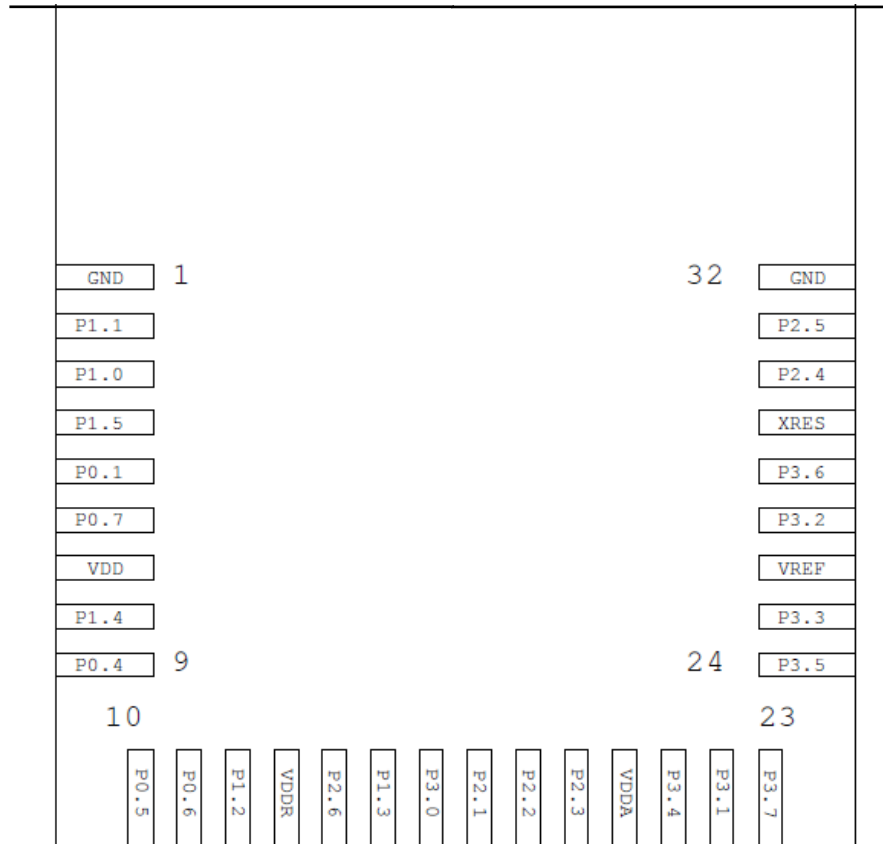 GND 1 32 GND
P1.1 P2.5
P1.0 P2.4
P1.5 XRES
P0.1 P3.6
P0.7 P3.2
VDD VREF
P1.4 P3.3
P0.4 9 24 P3.5
10 23
P0.5 P0.6 P1.2 VDDR P2.6 P1.3 P3.0 P2.1 P2.2 P2.3 VDDA P3.4 P3.1 P3.7